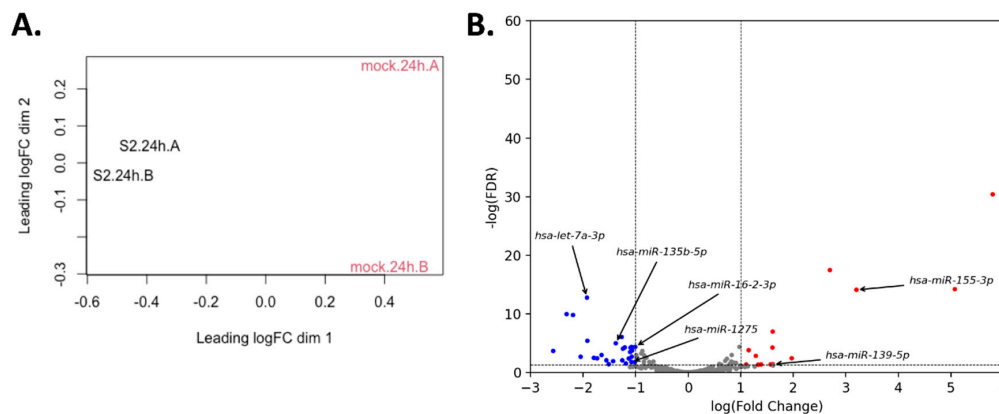 A.
mock.24h.A
S2.24h.A
S2.24h.B
mock.24h.B
Leading logFC dim 2
0.2
0.1
0.0
-0.1
-0.3
-0.6
-0.4
-0.2
0.0
0.2
0.4
Leading logFC dim 1
B.
60
50
40
30
20
10
0
-log(FDR)
hsa-let-7a-3p
hsa-miR-135b-5p
hsa-miR-16-2-3p
hsa-miR-155-3p
hsa-miR-1275
hsa-miR-139-5p
−3
−2
−1
0
1
2
3
4
5
log(Fold Change)